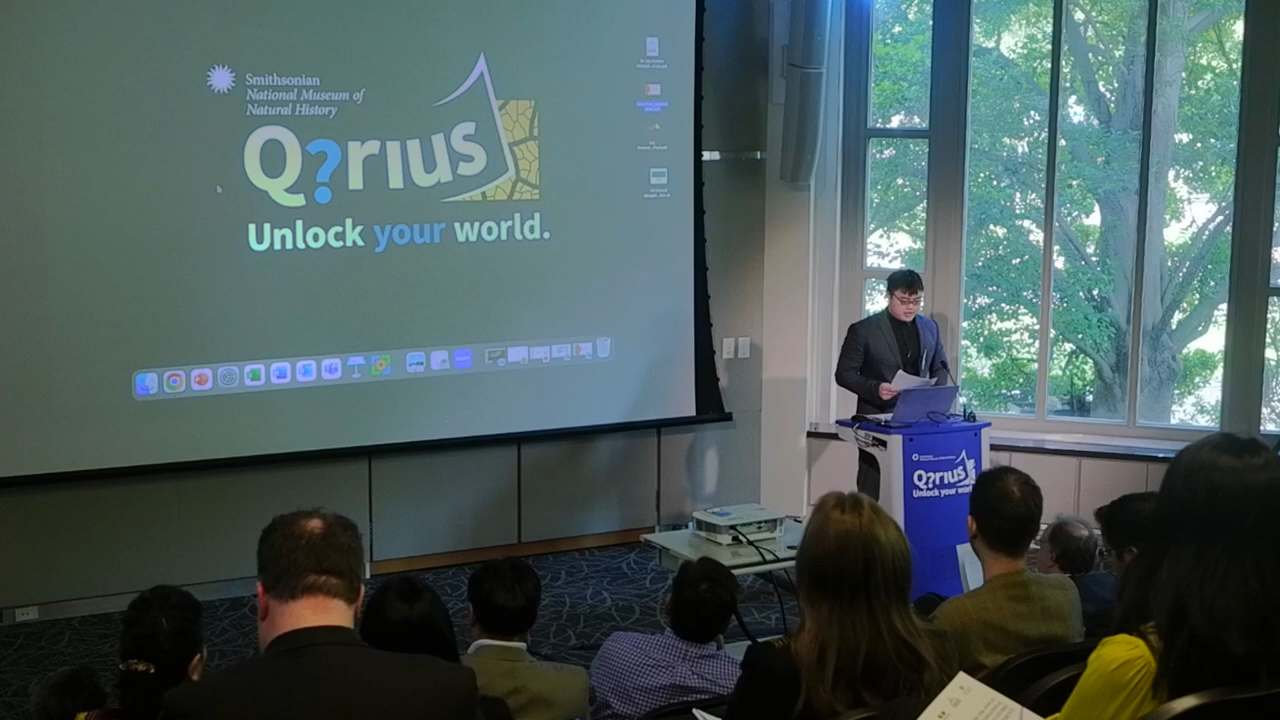 Smithsonian
National Museum of
Natural History
Q?rius
Unlock your world.
Q?rius
Unlock your world